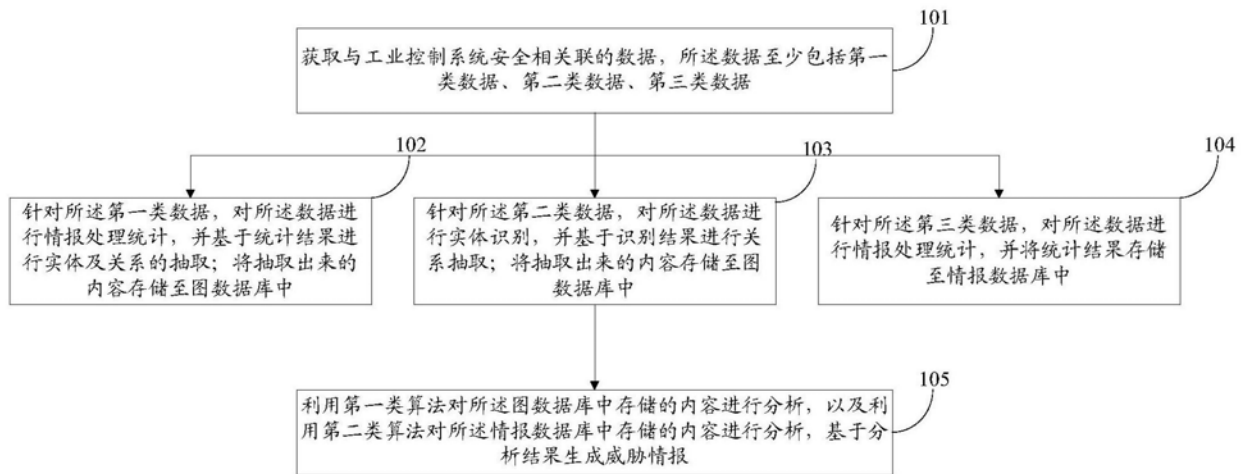 101
获取与工业控制系统安全相关联的数据，所述数据至少包括第一
类数据、第二类数据、第三类数据
102
针对所述第一类数据，对所述数据进
行情报处理统计，并基于统计结果进
行实体及关系的抽取；将抽取出来的
内容存储至图数据库中
103
针对所述第二类数据，对所述数据进
行实体识别，并基于识别结果进行关
系抽取；将抽取出来的内容存储至图
数据库中
104
针对所述第三类数据，对所述数据进
行情报处理统计，并将统计结果存储
至情报数据库中
105
利用第一类算法对所述图数据库中存储的内容进行分析，以及利
用第二类算法对所述情报数据库中存储的内容进行分析，基于分
析结果生成威胁情报